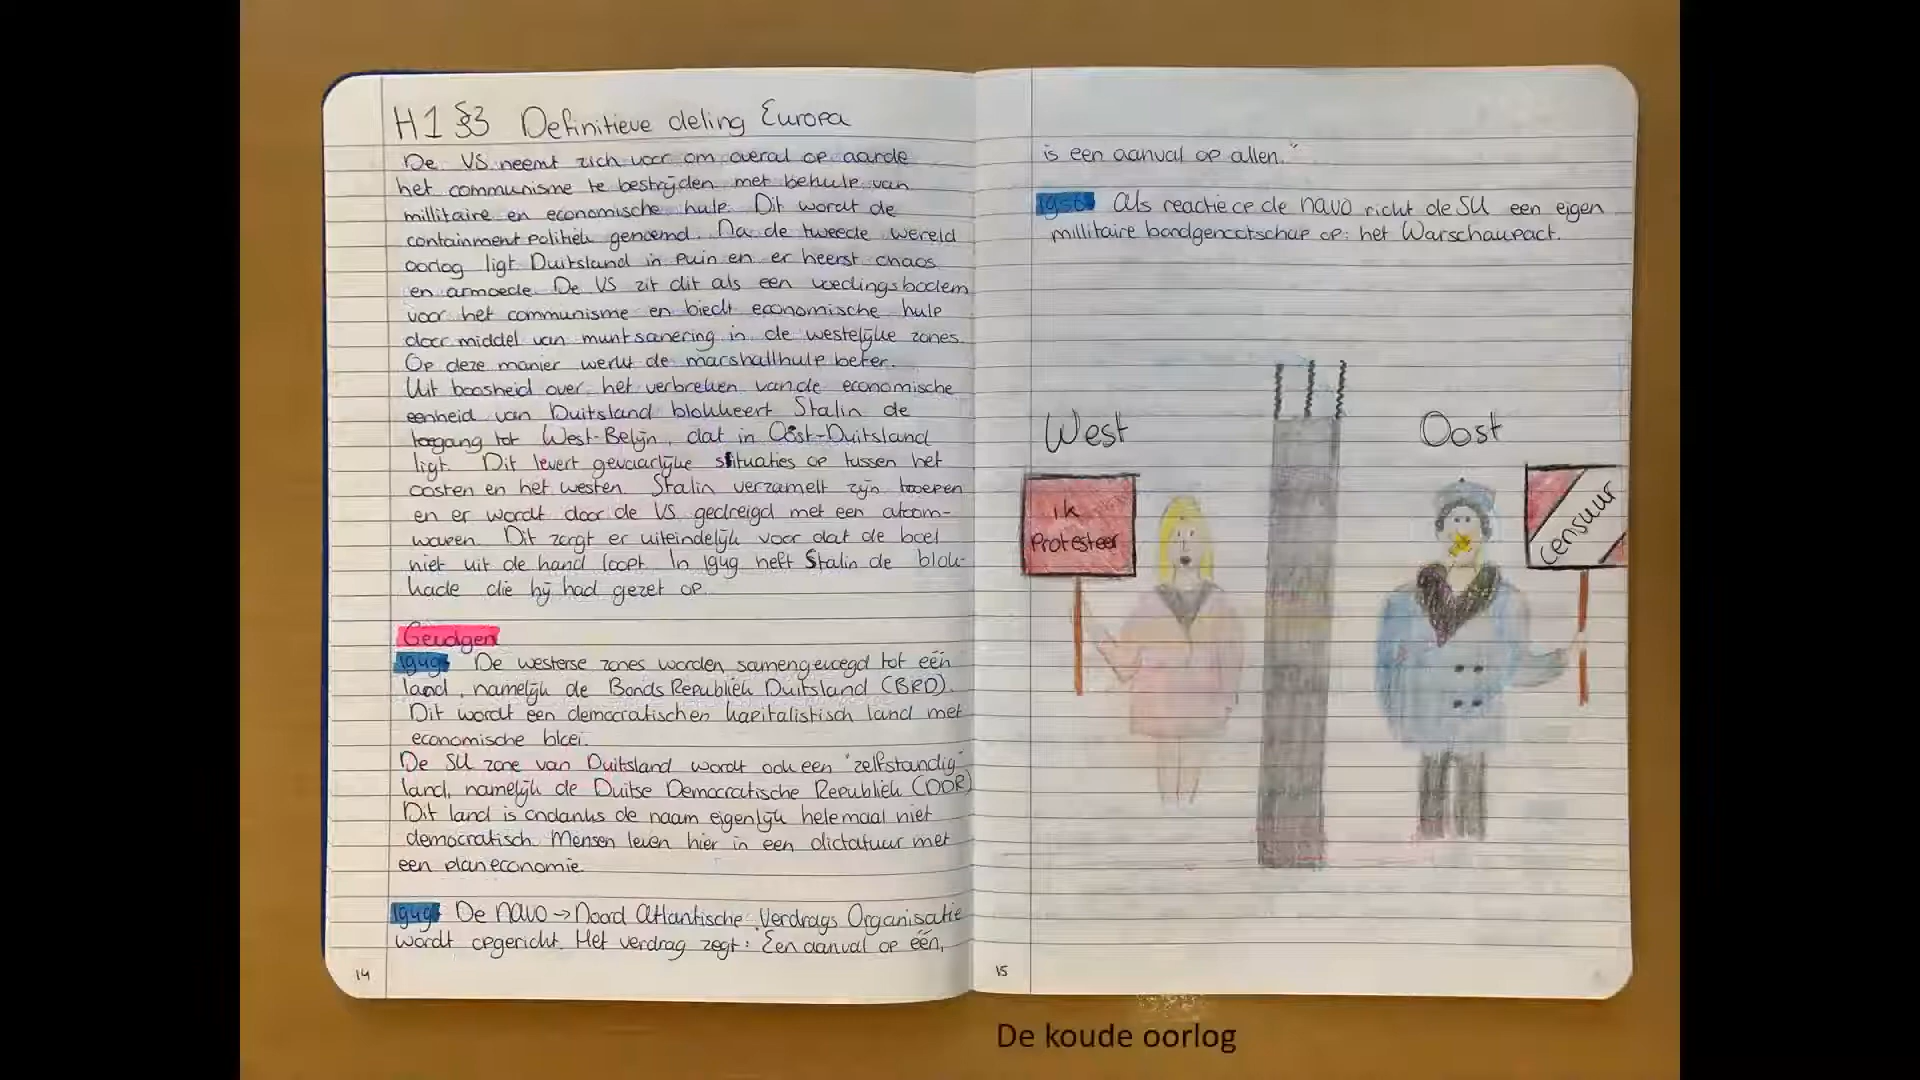 H1 §3 Definitieve deling Europa
De VS neemt zich voor om overal op aarde
het communisme te bestrijden met behulp van
millitaire en economische hulp. Dit wordt de
containment politiek genoemd. Na de tweede wereld
oorlog ligt Duitsland in puin en er heerst chaos
en armoede. De VS zit dit als een voedingsbodem
voor het communisme en biedt economische hulp
door middel van muntsanering in de westelijke zones.
Op deze manier werkt de marshallhulp beter.
Uit boosheid over het verbreken van de economische
eenheid van Duitsland blokkeert Stalin de
toegang tot West-Belijn, dat in Oost-Duitsland
ligt. Dit levert gevaarlijke situaties op tussen het
oosten en het westen. Stalin verzamelt zijn troepen
en er wordt door de VS gedreigd met een atoom-
wapen. Dit zorgt er uiteindelijk voor dat de boel
niet uit de hand loopt. In 1949 heft Stalin de blok-
kade die hij had gezet op.
Gevolgen
1949 De westerse zones worden samengevoegd tot één
land, namelijk de Bonds Republiek Duitsland (BRD).
Dit wordt een democratischen kapitalistisch land met
economische bloei.
De SU zone van Duitsland wordt ook een "zelfstandig"
land, namelijk de Duitse Democratische Republiek (DDR)
Dit land is ondanks de naam eigenlijk helemaal niet
democratisch. Mensen leven hier in een dictatuur met
een planeconomie.
1949 De navo → Noord Atlantische Verdrags Organisatie
wordt opgericht. Het verdrag zegt: Een aanval op één,
14
is een aanval op allen."
Als reactie op de navo richt de SU een eigen
millitaire bondgenootschap op: het Warschaupact.
West
Oost
ik
Protesteer
Censuur
15
De koude oorlog